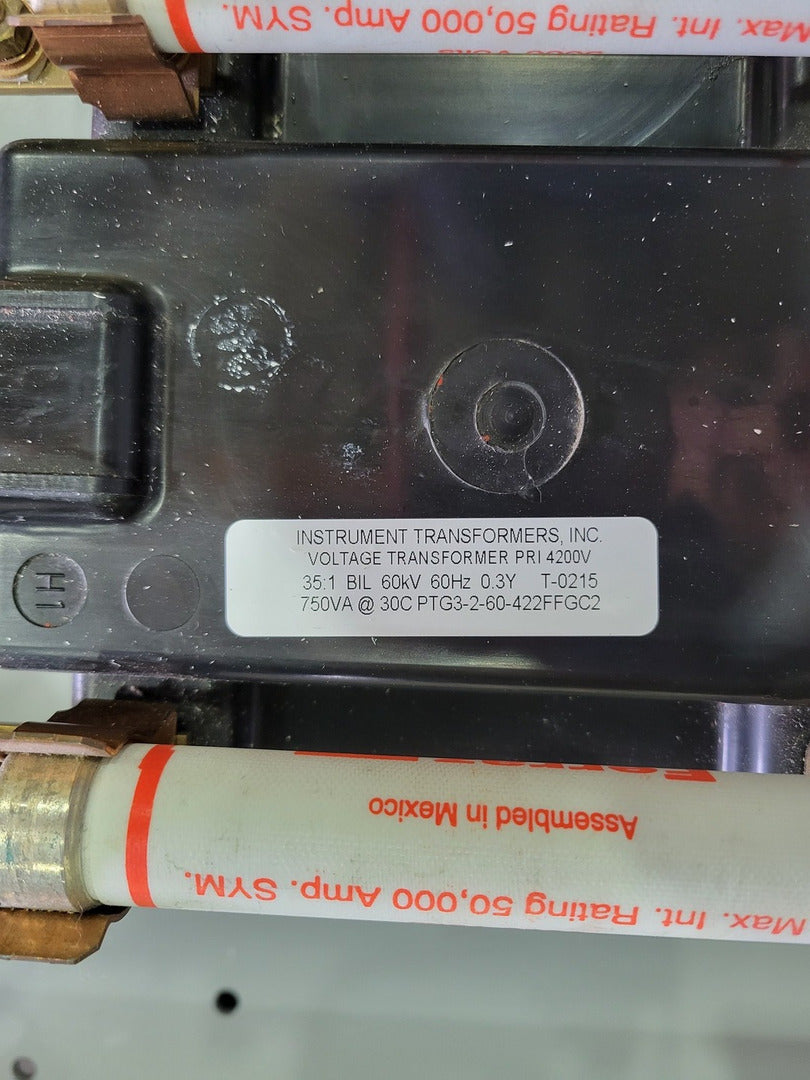 Max. Int. Rating 50,000 Amp. SYM.
INSTRUMENT TRANSFORMERS, INC.
VOLTAGE TRANSFORMER PRI 4200V
35:1 BIL 60kV 60Hz 0.3Y T-0215
750VA @ 30C PTG3-2-60-422FFGC2
H1
Assembled in Mexico
Max. Int. Rating 50,000 Amp. SYM.